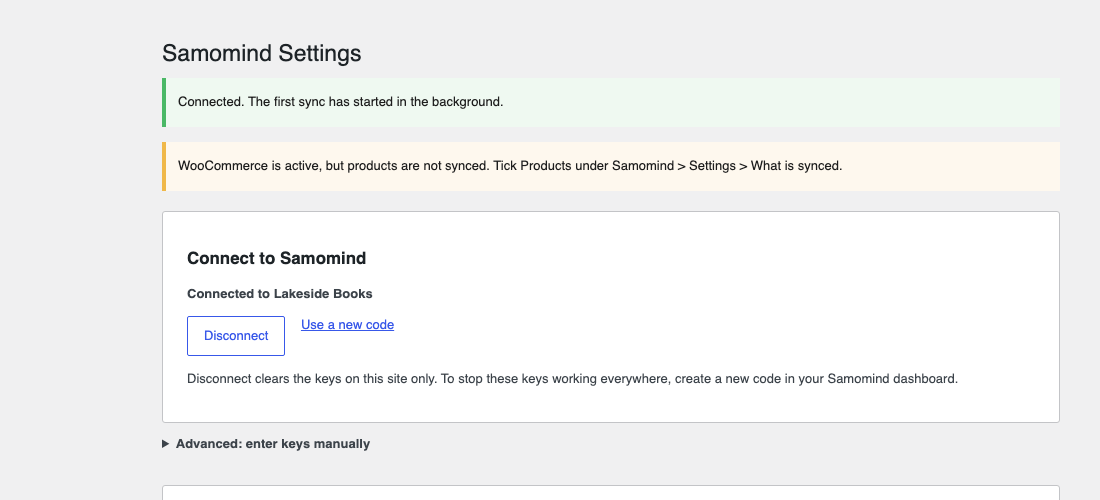 Samomind Settings
Connected. The first sync has started in the background.
WooCommerce is active, but products are not synced. Tick Products under Samomind > Settings > What is synced.
Connect to Samomind
Connected to Lakeside Books
Disconnect
Use a new code
Disconnect clears the keys on this site only. To stop these keys working everywhere, create a new code in your Samomind dashboard.
Advanced: enter keys manually